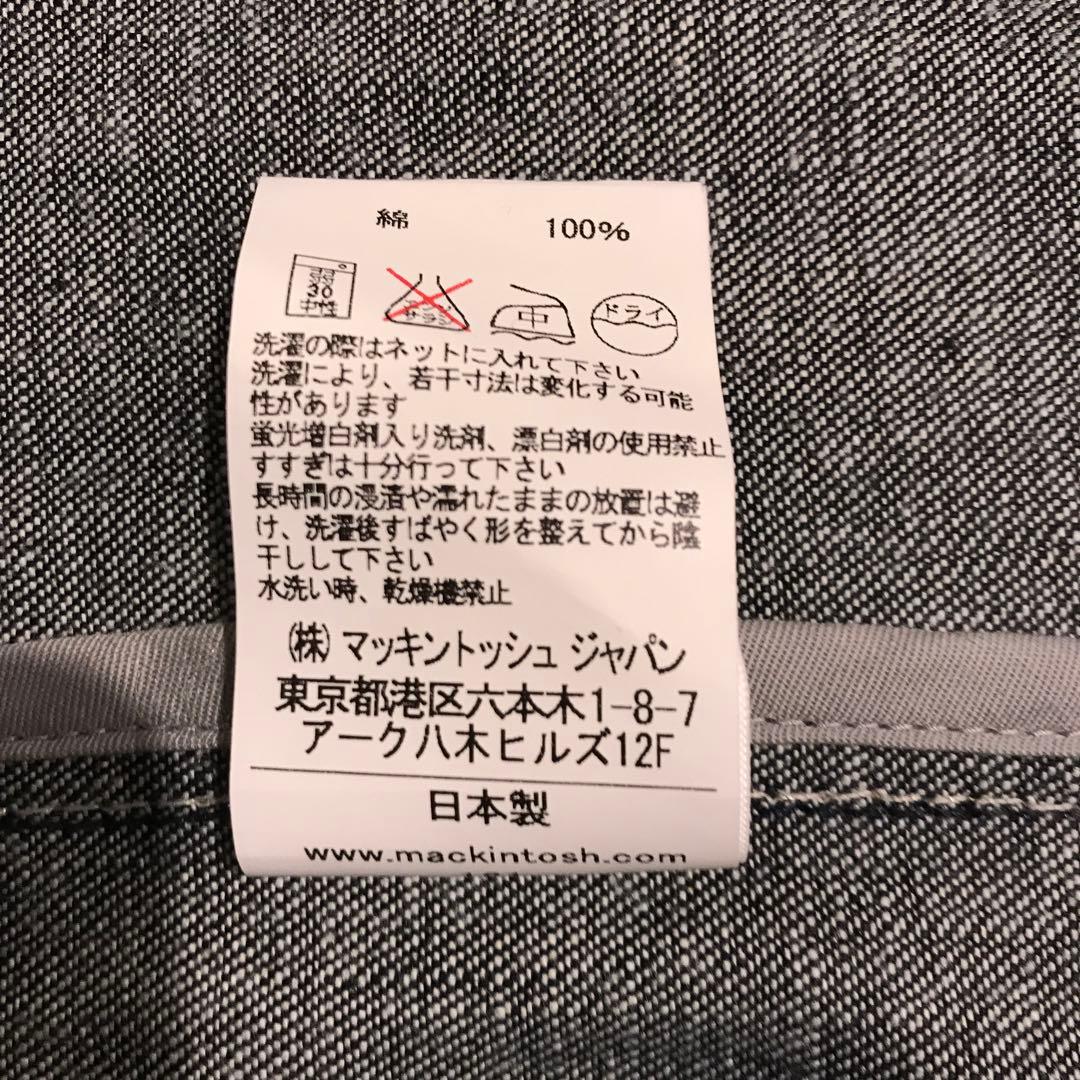 綿 100%
弱
30
中性
エンソ
サラシ
中
ドライ
洗濯の際はネットに入れて下さい
洗濯により、若干寸法は変化する可能
性があります
蛍光増白剤入り洗剤、漂白剤の使用禁止
すすぎは十分行って下さい
長時間の浸漬や濡れたままの放置は避
け、洗濯後すばやく形を整えてから陰
干しして下さい
水洗い時、乾燥機禁止
㈱ マッキントッシュ ジャパン
東京都港区六本木1-8-7
アーク八木ヒルズ12F
日本製
www.mackintosh.com